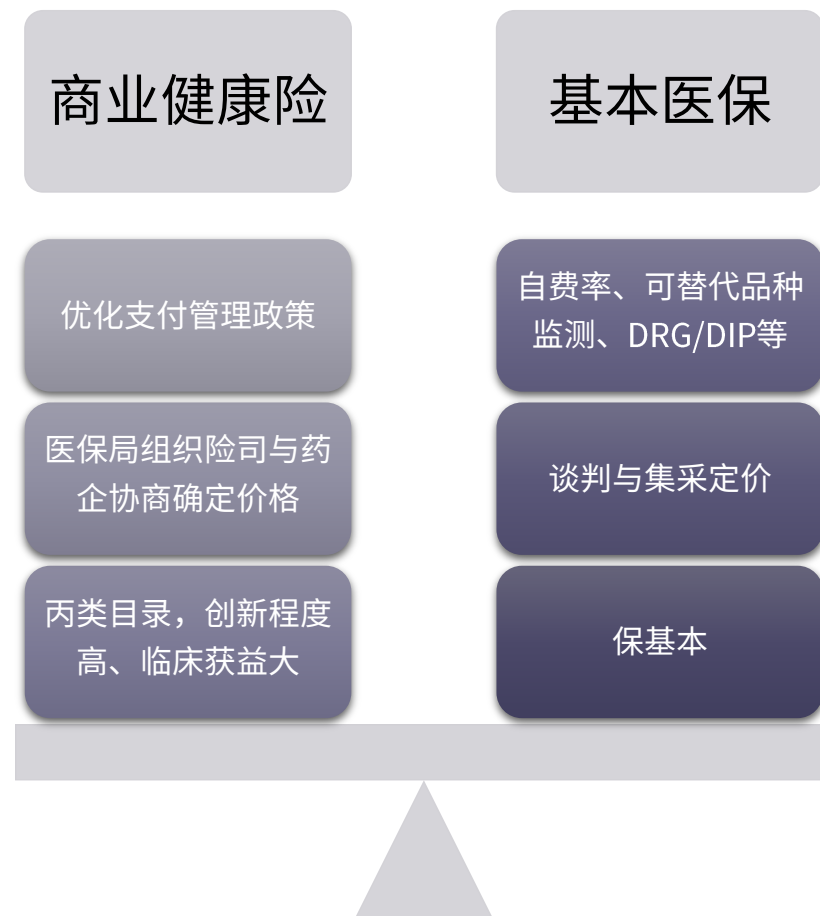 商业健康险
优化支付管理政策
医保局组织险司与药
企协商确定价格
丙类目录，创新程度
高、临床获益大
基本医保
自费率、可替代品种
监测、DRG/DIP等
谈判与集采定价
保基本